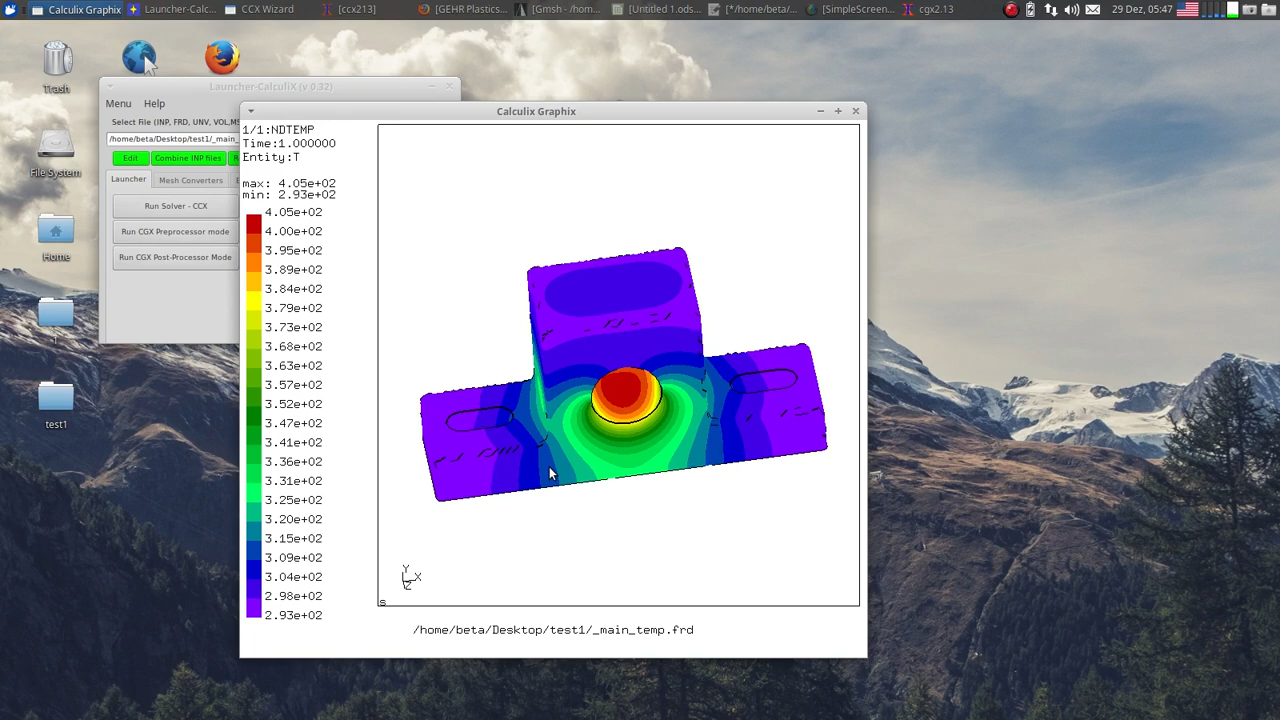 Calculix Graphix
Launcher-Calc...
CCX Wizard
[ccx213]
[GEHR Plastics...
[Gmsh - /hom...
[Untitled 1.ods...
[*/home/beta/...
[SimpleScreen...
cgx2.13
29 Dez, 05:47
Trash
File System
Home
1
test1
Launcher-CalculiX (v 0.32)
Menu
Help
Select File (INP, FRD, UNV, VOL,MS
/home/beta/Desktop/test1/_main_
Edit
Combine INP files
Launcher
Mesh Converters
Run Solver - CCX
Run CGX Preprocessor mode
Run CGX Post-Processor Mode
Calculix Graphix
1/1:NDTEMP
Time:1.000000
Entity:T
max: 4.05e+02
min: 2.93e+02
4.05e+02
4.00e+02
3.95e+02
3.89e+02
3.84e+02
3.79e+02
3.73e+02
3.68e+02
3.63e+02
3.57e+02
3.52e+02
3.47e+02
3.41e+02
3.36e+02
3.31e+02
3.25e+02
3.20e+02
3.15e+02
3.09e+02
3.04e+02
2.98e+02
2.93e+02
Y
X
Z
s
/home/beta/Desktop/test1/_main_temp.frd